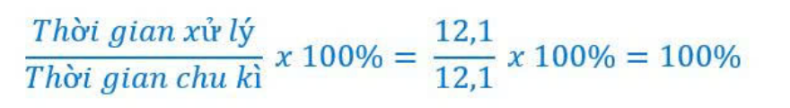 Thời gian xử lý
Thời gian chu kì
x 100% =
12,1
12,1
x 100% = 100%